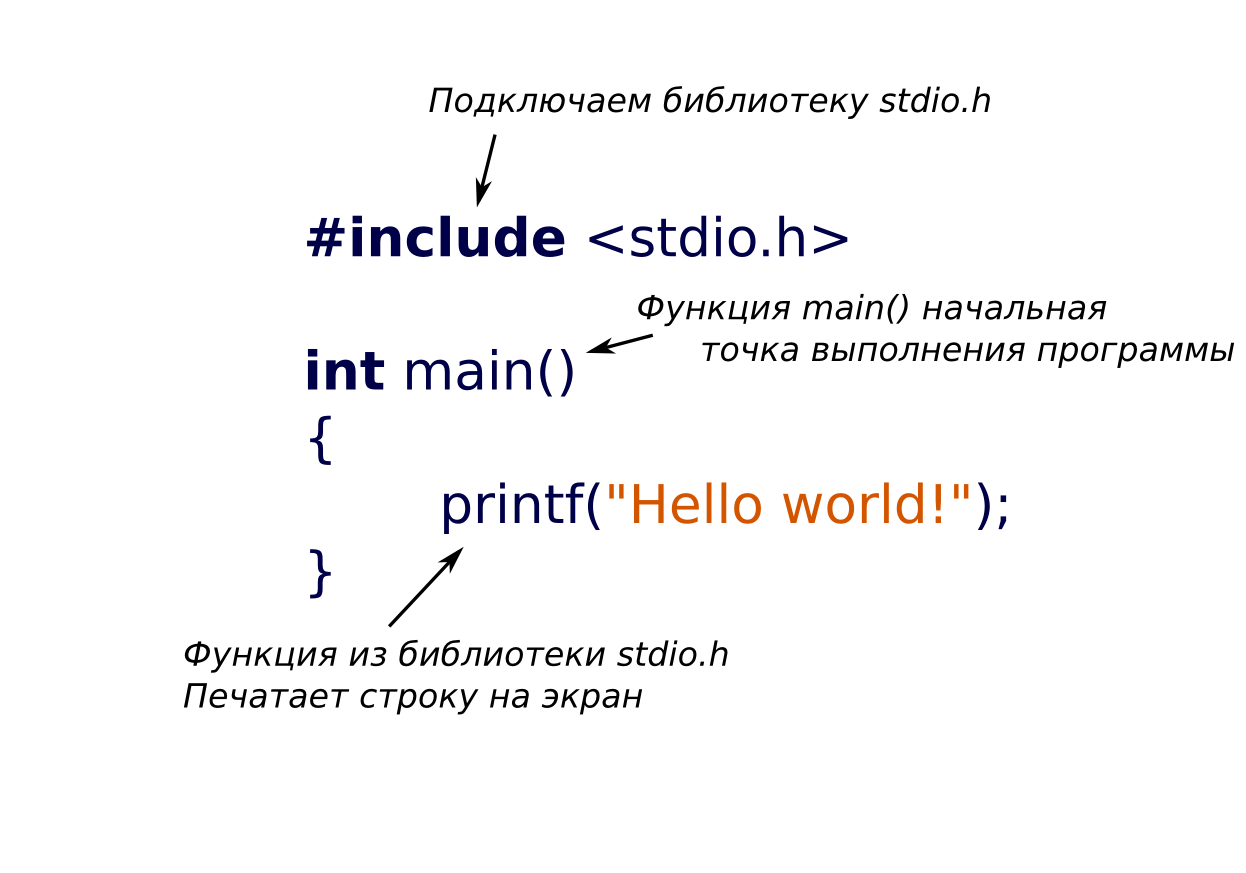 Подключаем библиотеку stdio.h
#include <stdio.h>
Функция main() начальная
точка выполнения программы
int main()
{
printf("Hello world!");
}
Функция из библиотеки stdio.h
Печатает строку на экран